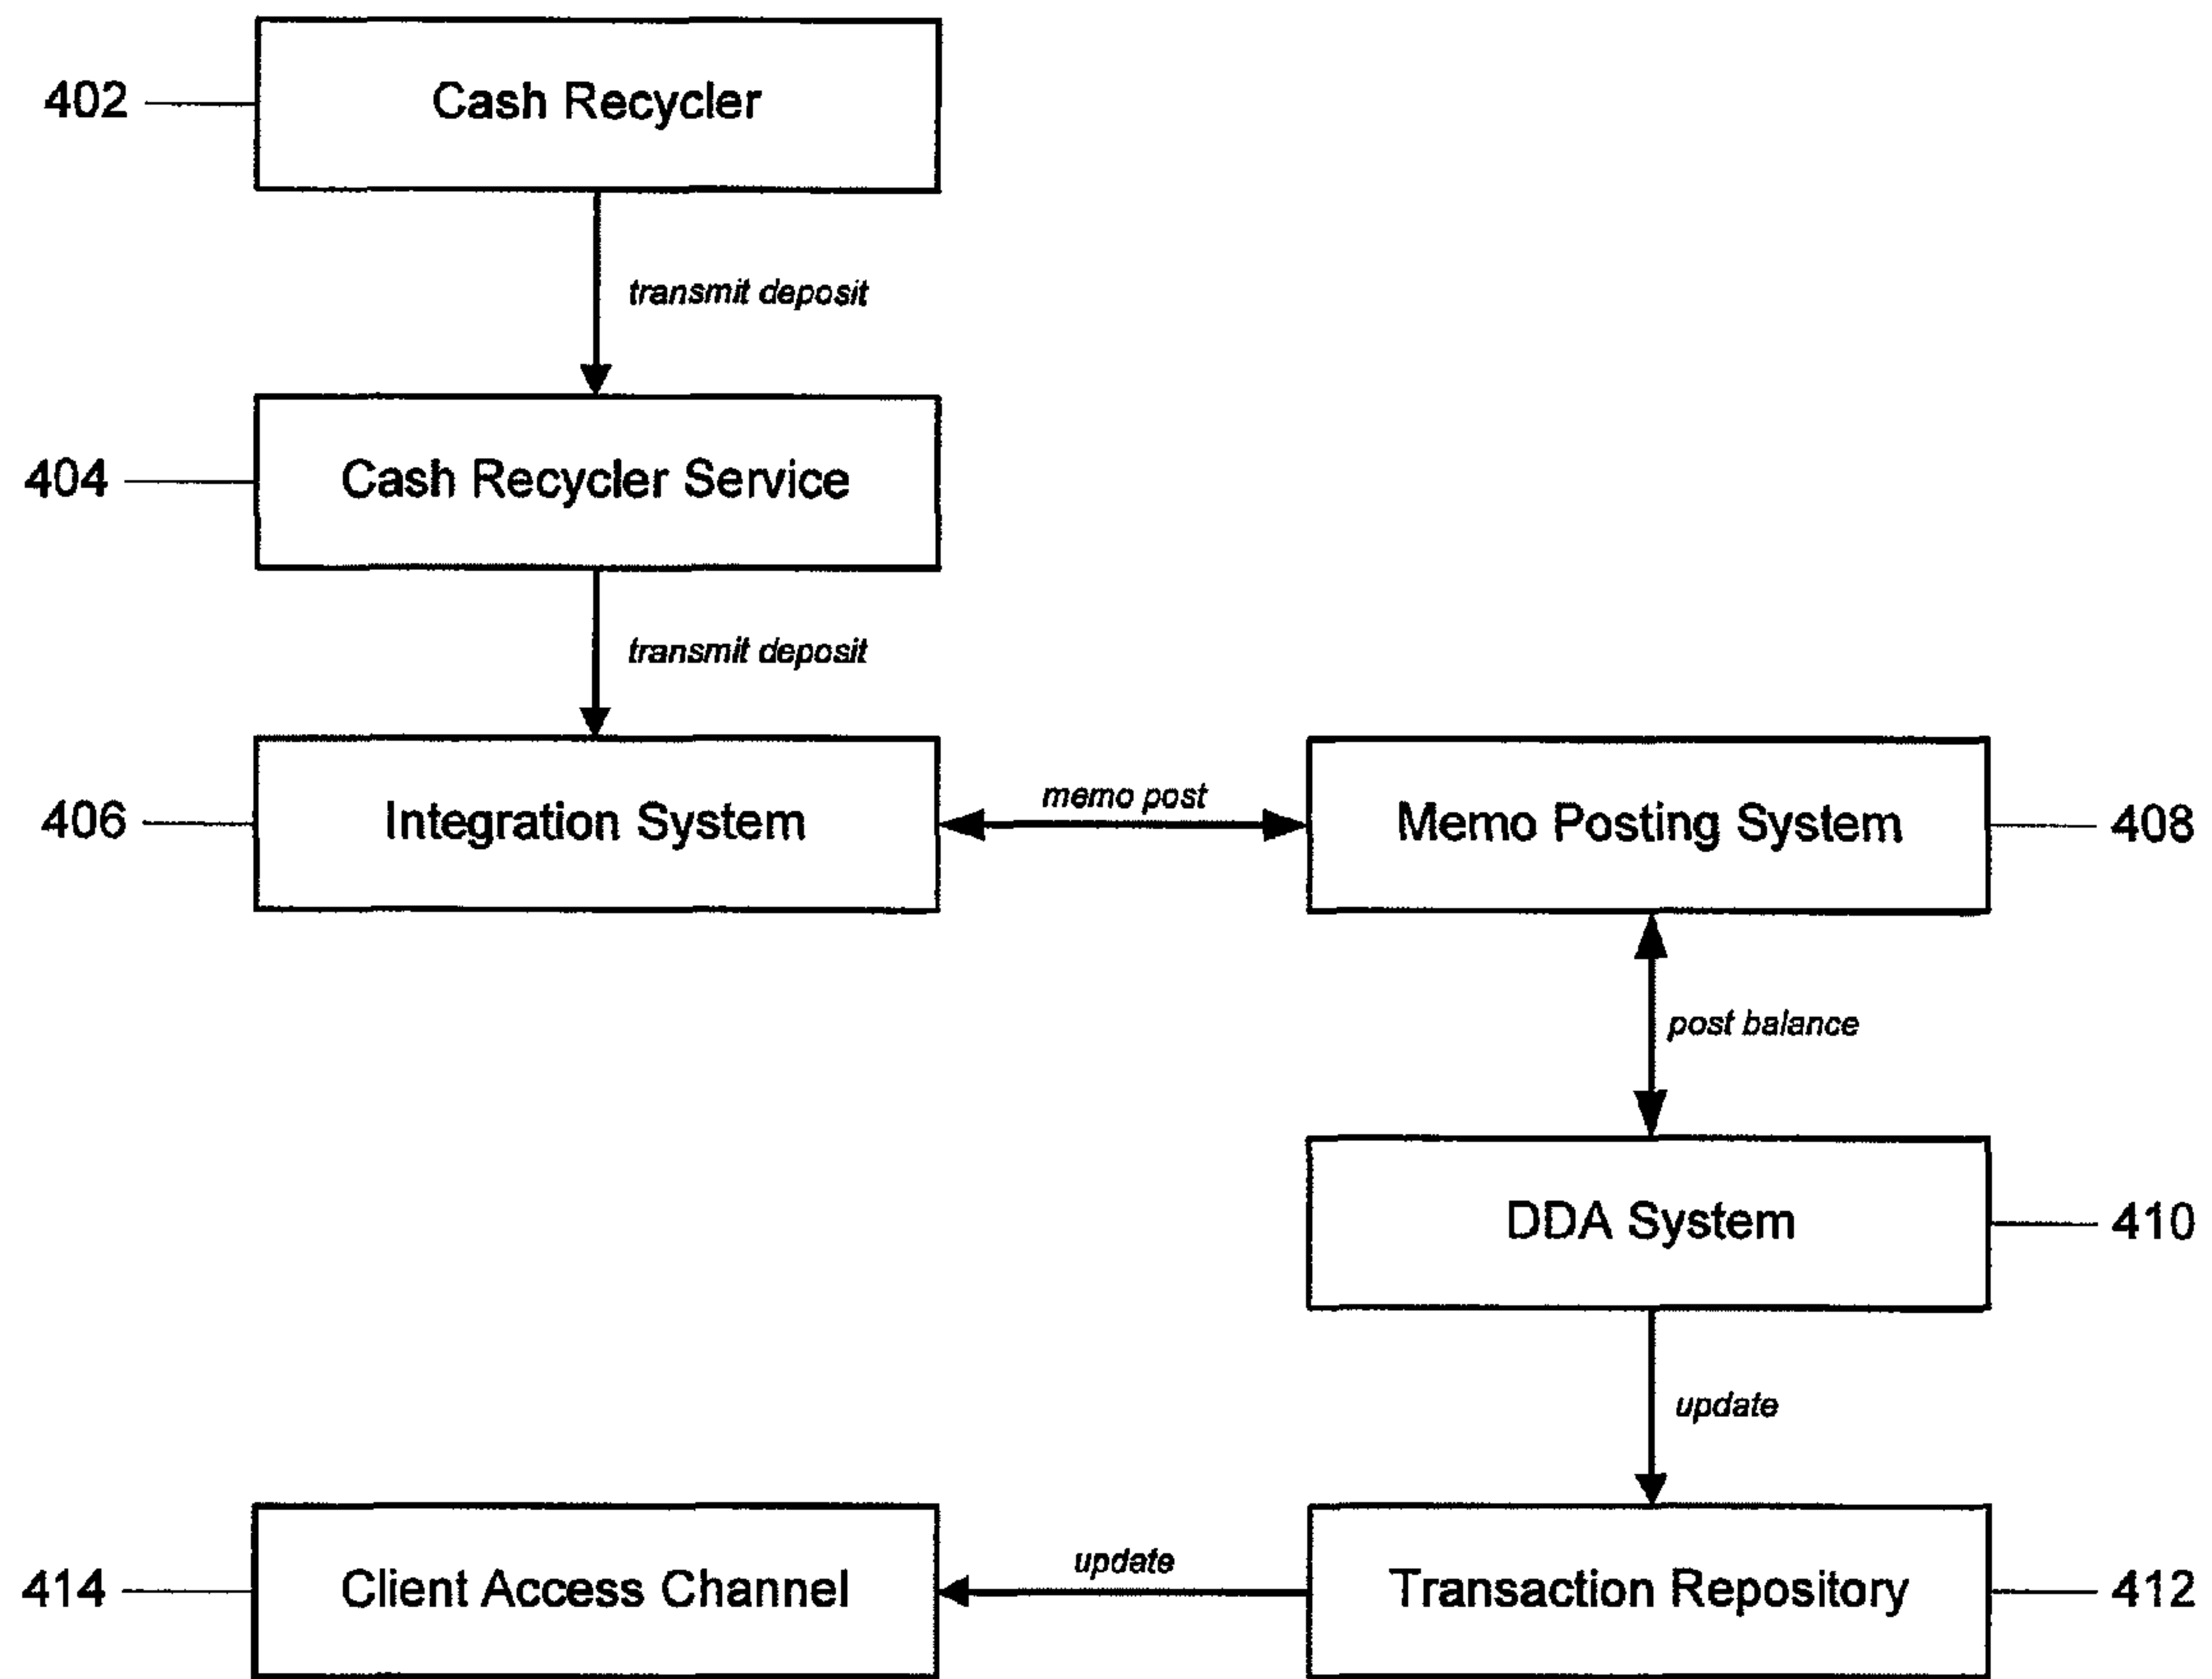 402 Cash Recycler
transmit deposit
404 Cash Recycler Service
transmit deposit
406 Integration System memo post Memo Posting System 408
post balance
DDA System 410
update
414 Client Access Channel update Transaction Repository 412